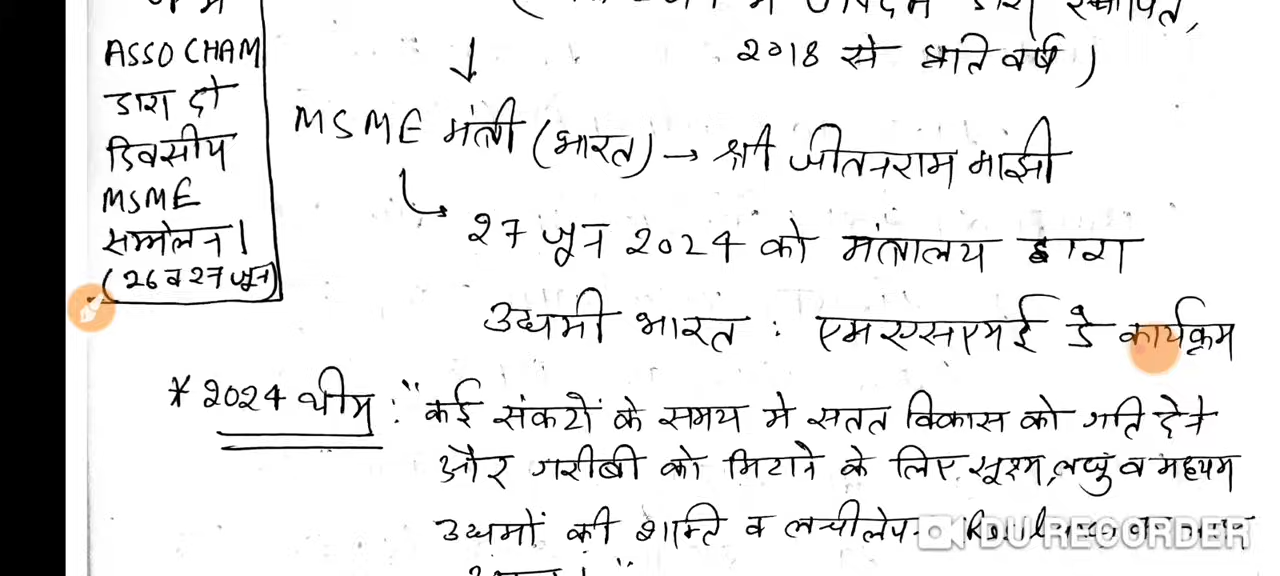 ASSOCHAM
द्वारा दो
दिवसीय
MSME
सम्मेलन।
(26 व 27 जून)
द्वारा स्थापित,
2018 से प्रति वर्ष)
MSME मंत्री (भारत) → श्री जीतनराम मांझी
27 जून 2024 को मंत्रालय द्वारा
उद्यमी भारत : एमएसएमई डे कार्यक्रम
* 2024 थीम : "कई संकटों के समय मे सतत विकास को गति देने
और गरीबी को मिटाने के लिए सूक्ष्म, लघु व मध्यम
उद्यमों की शक्ति व लचीलेपन
DU RECORDER